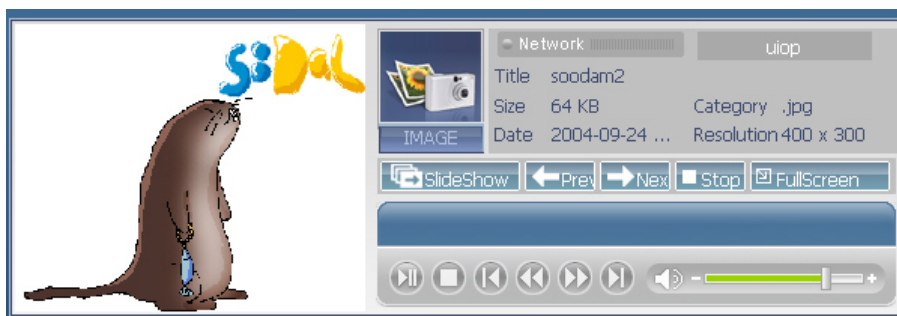 SoDal
Network
uiop
Title soodam2
Size 64 KB
Category .jpg
IMAGE
Date 2004-09-24 ...
Resolution 400 x 300
SlideShow
Prev
Nex
Stop
FullScreen